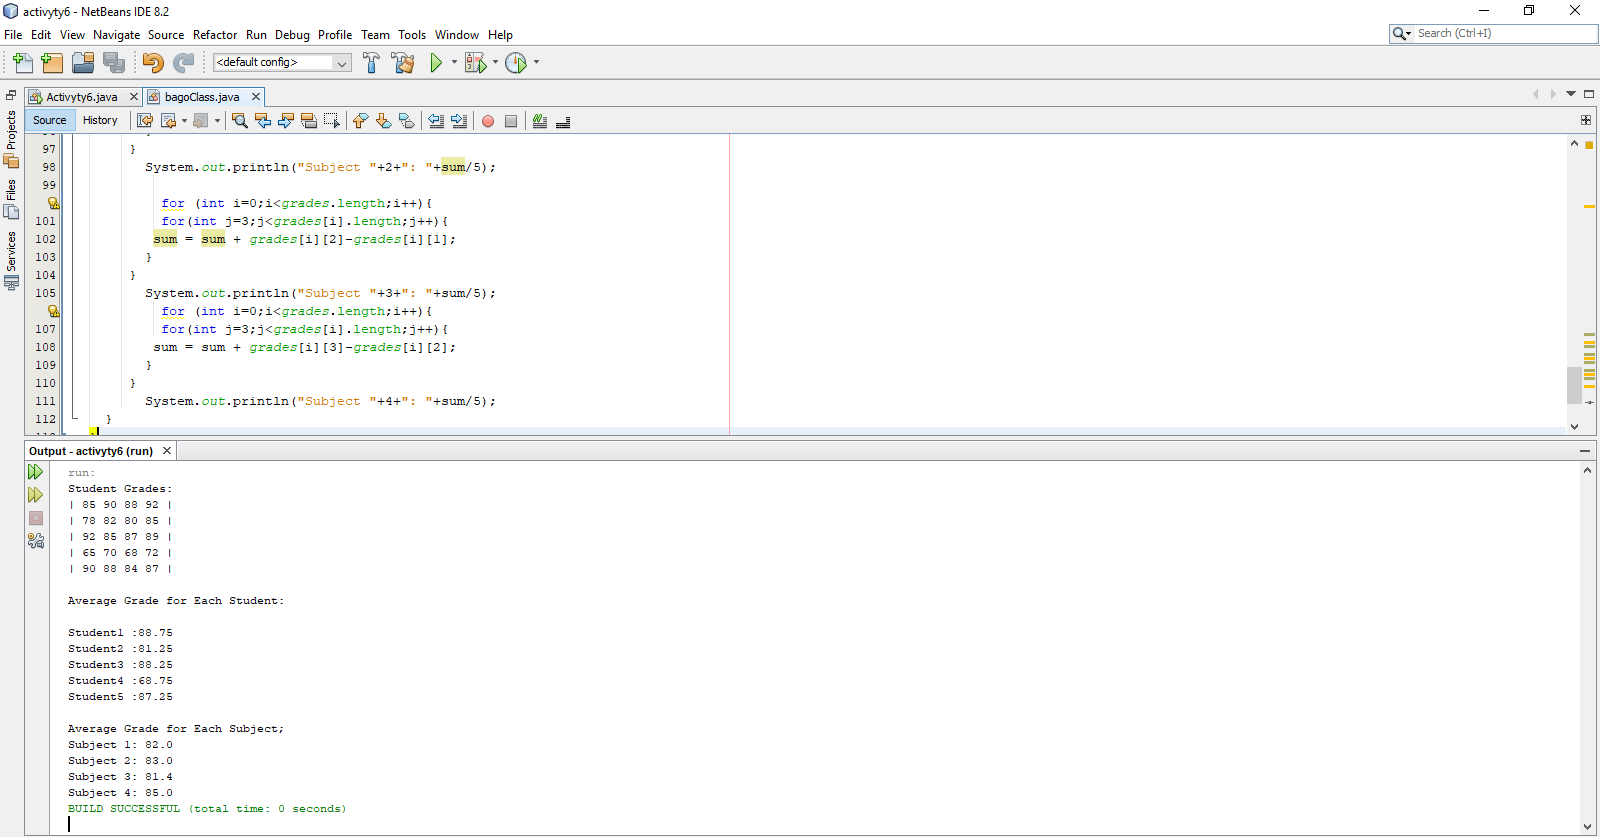 activyty6 - NetBeans IDE 8.2
File Edit View Navigate Source Refactor Run Debug Profile Team Tools Window Help
Search (Ctrl+I)
<default config>
Activyty6.java
bagoClass.java
Source
History
Projects
Files
Services
97 }
98 System.out.println("Subject "+2+": "+sum/5);
99
for (int i=0;i<grades.length;i++){
101 for(int j=3;j<grades[i].length;j++){
102 sum = sum + grades[i][2]-grades[i][1];
103 }
104 }
105 System.out.println("Subject "+3+": "+sum/5);
for (int i=0;i<grades.length;i++){
107 for(int j=3;j<grades[i].length;j++){
108 sum = sum + grades[i][3]-grades[i][2];
109 }
110 }
111 System.out.println("Subject "+4+": "+sum/5);
112 }
Output - activyty6 (run)
run:
Student Grades:
| 85 90 88 92 |
| 78 82 80 85 |
| 92 85 87 89 |
| 65 70 68 72 |
| 90 88 84 87 |
Average Grade for Each Student:
Student1 :88.75
Student2 :81.25
Student3 :88.25
Student4 :68.75
Student5 :87.25
Average Grade for Each Subject;
Subject 1: 82.0
Subject 2: 83.0
Subject 3: 81.4
Subject 4: 85.0
BUILD SUCCESSFUL (total time: 0 seconds)